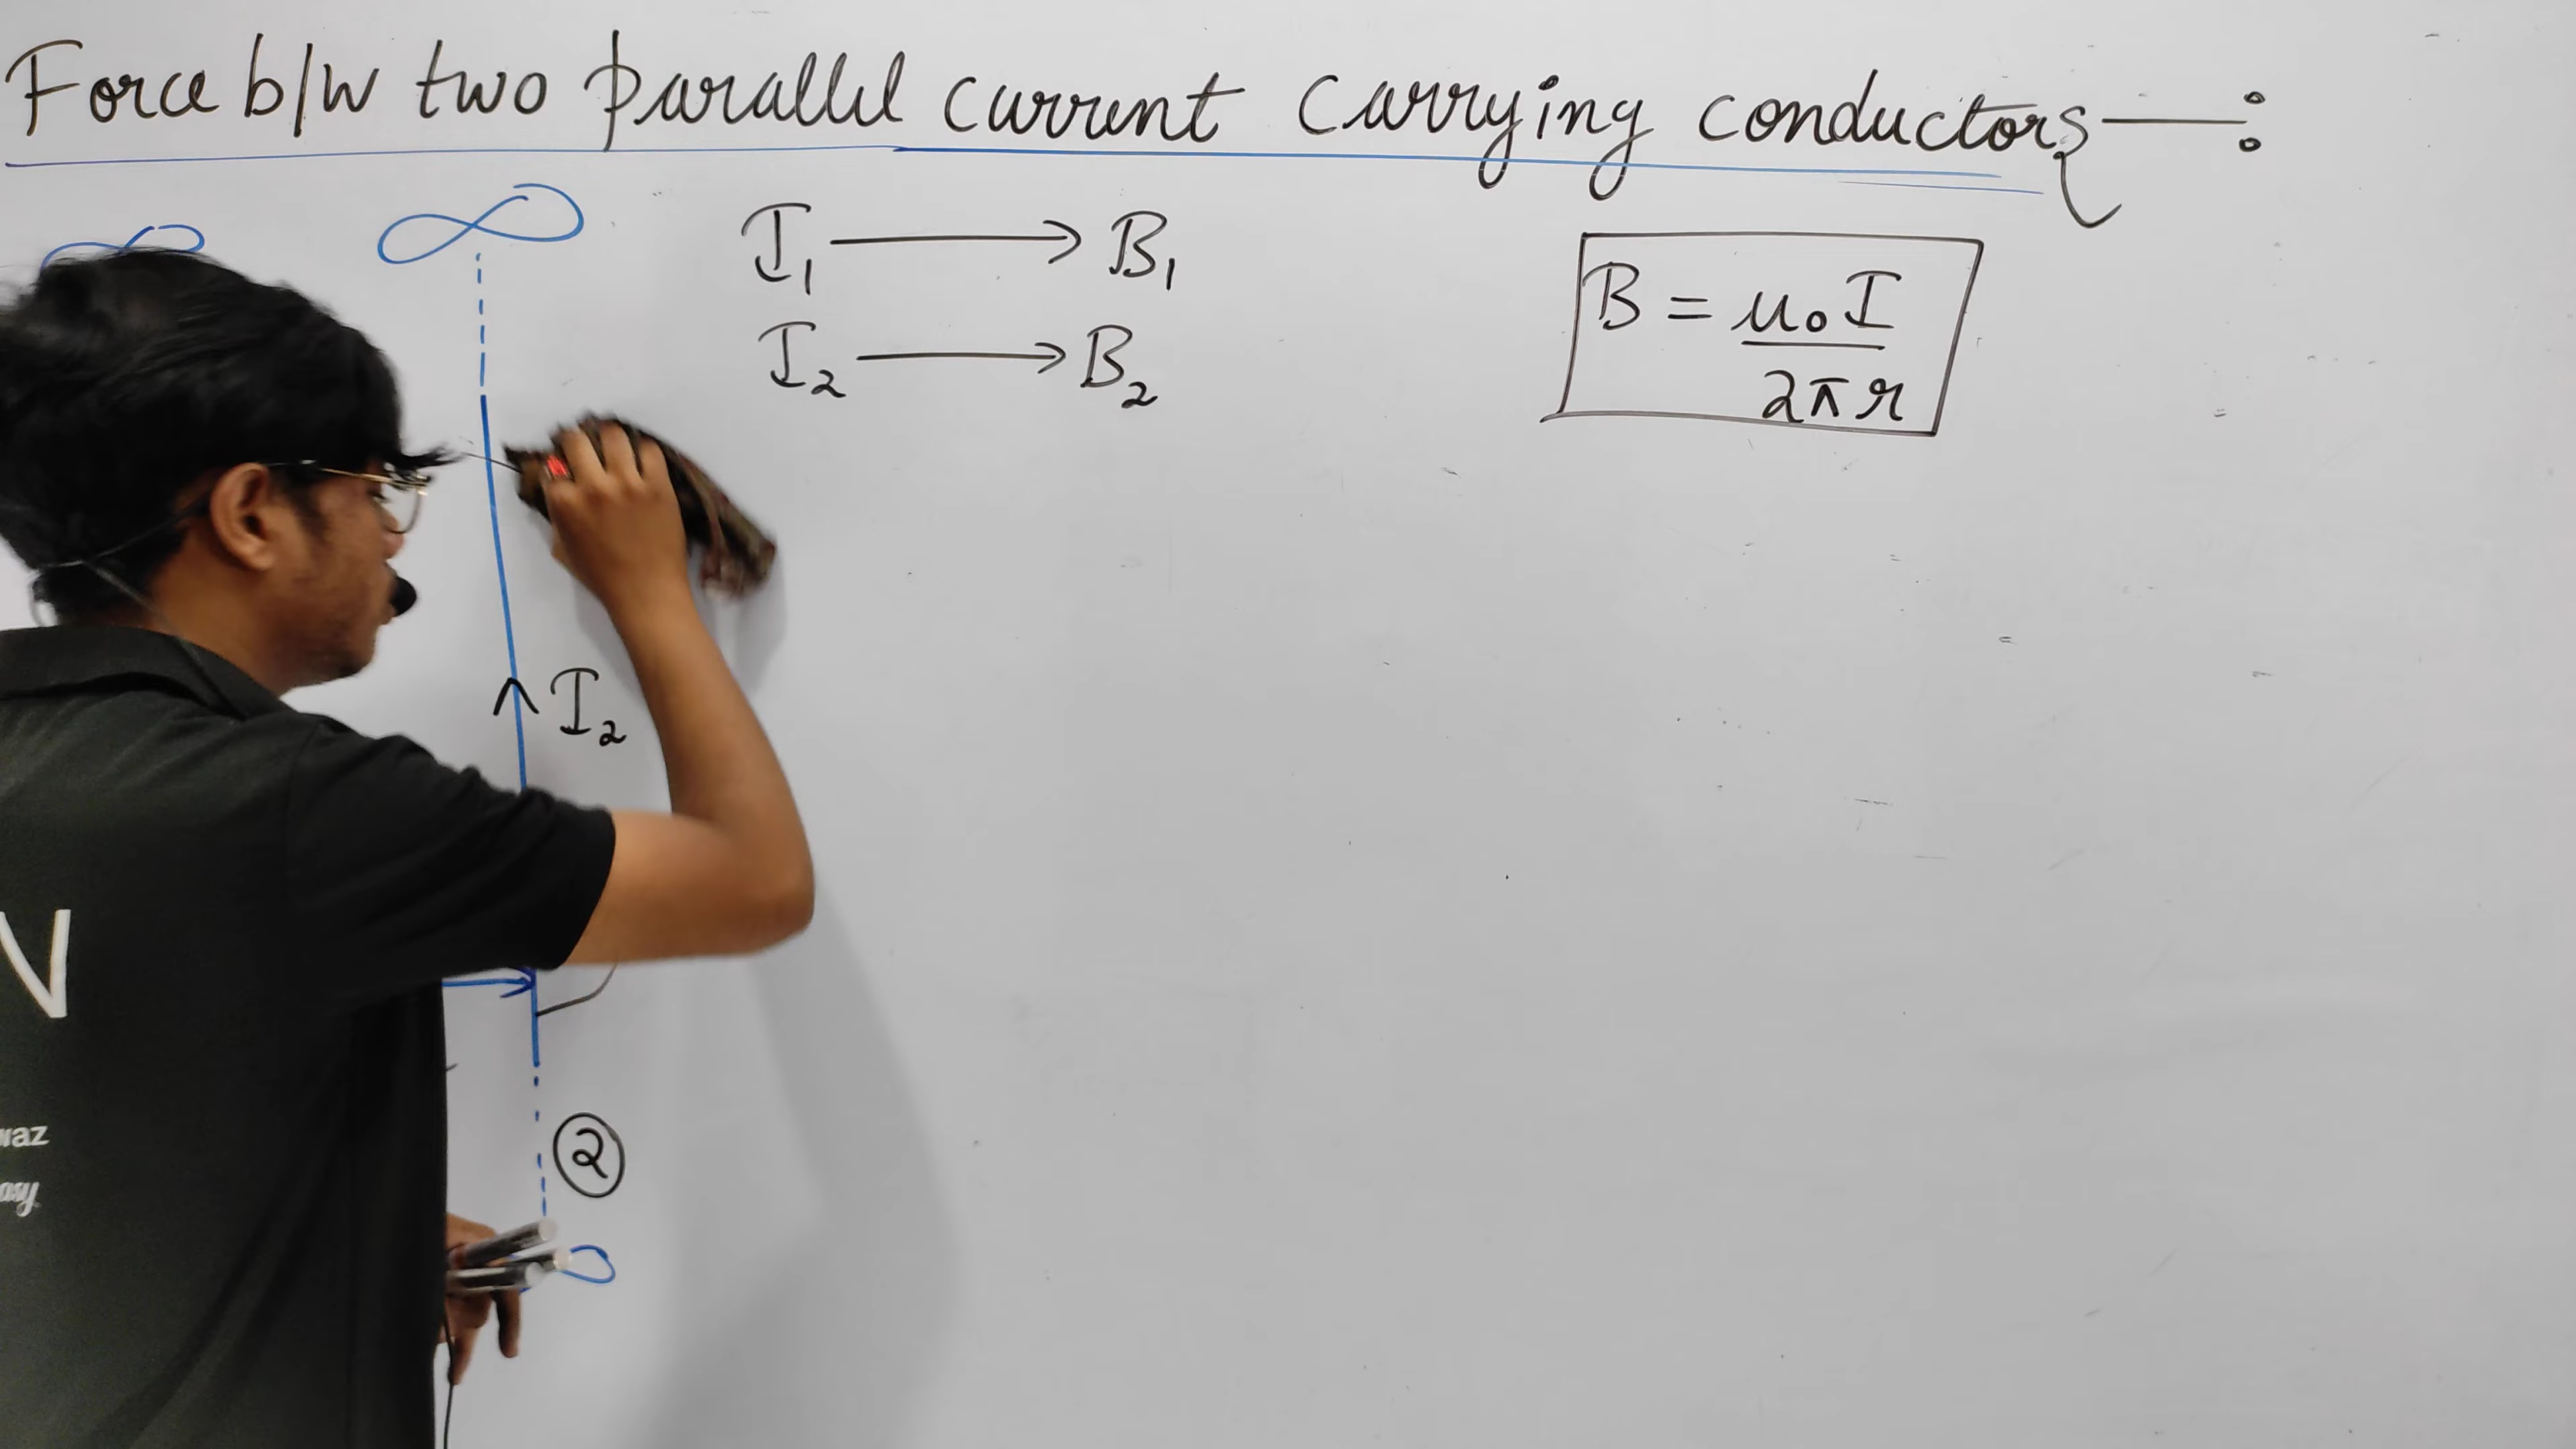 Force b/w two parallel current carrying conductors —:
I₁ ⟶ B₁
I₂ ⟶ B₂
B = μ₀I / 2πr
I₂
②
V